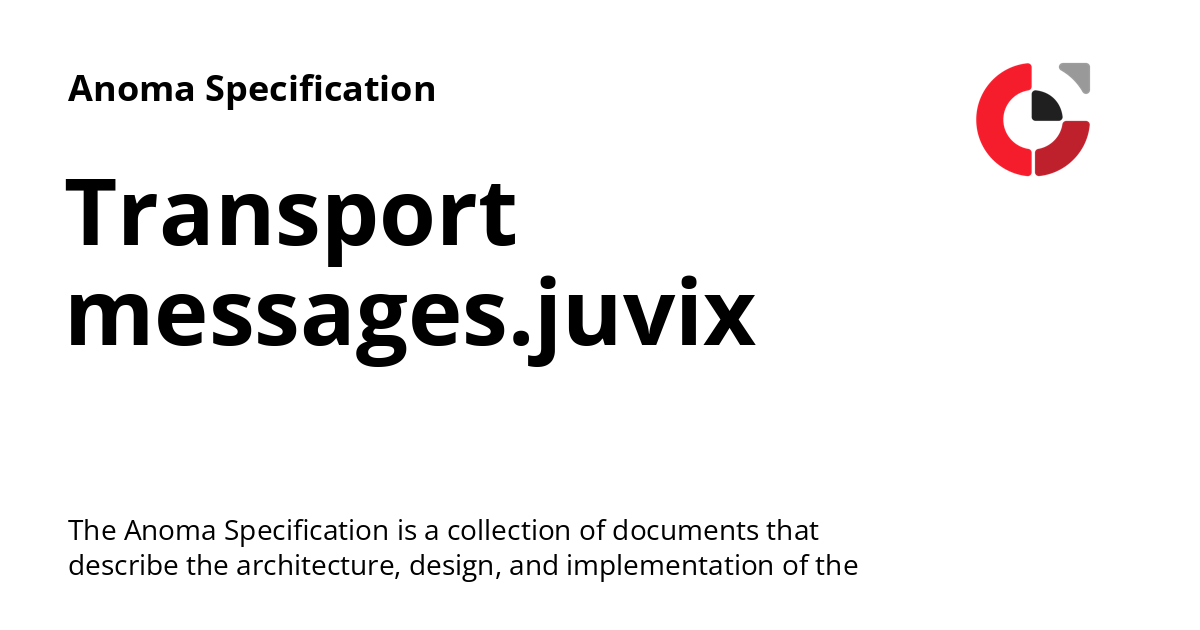 Anoma Specification
Transport
messages.juvix
The Anoma Specification is a collection of documents that
describe the architecture, design, and implementation of the